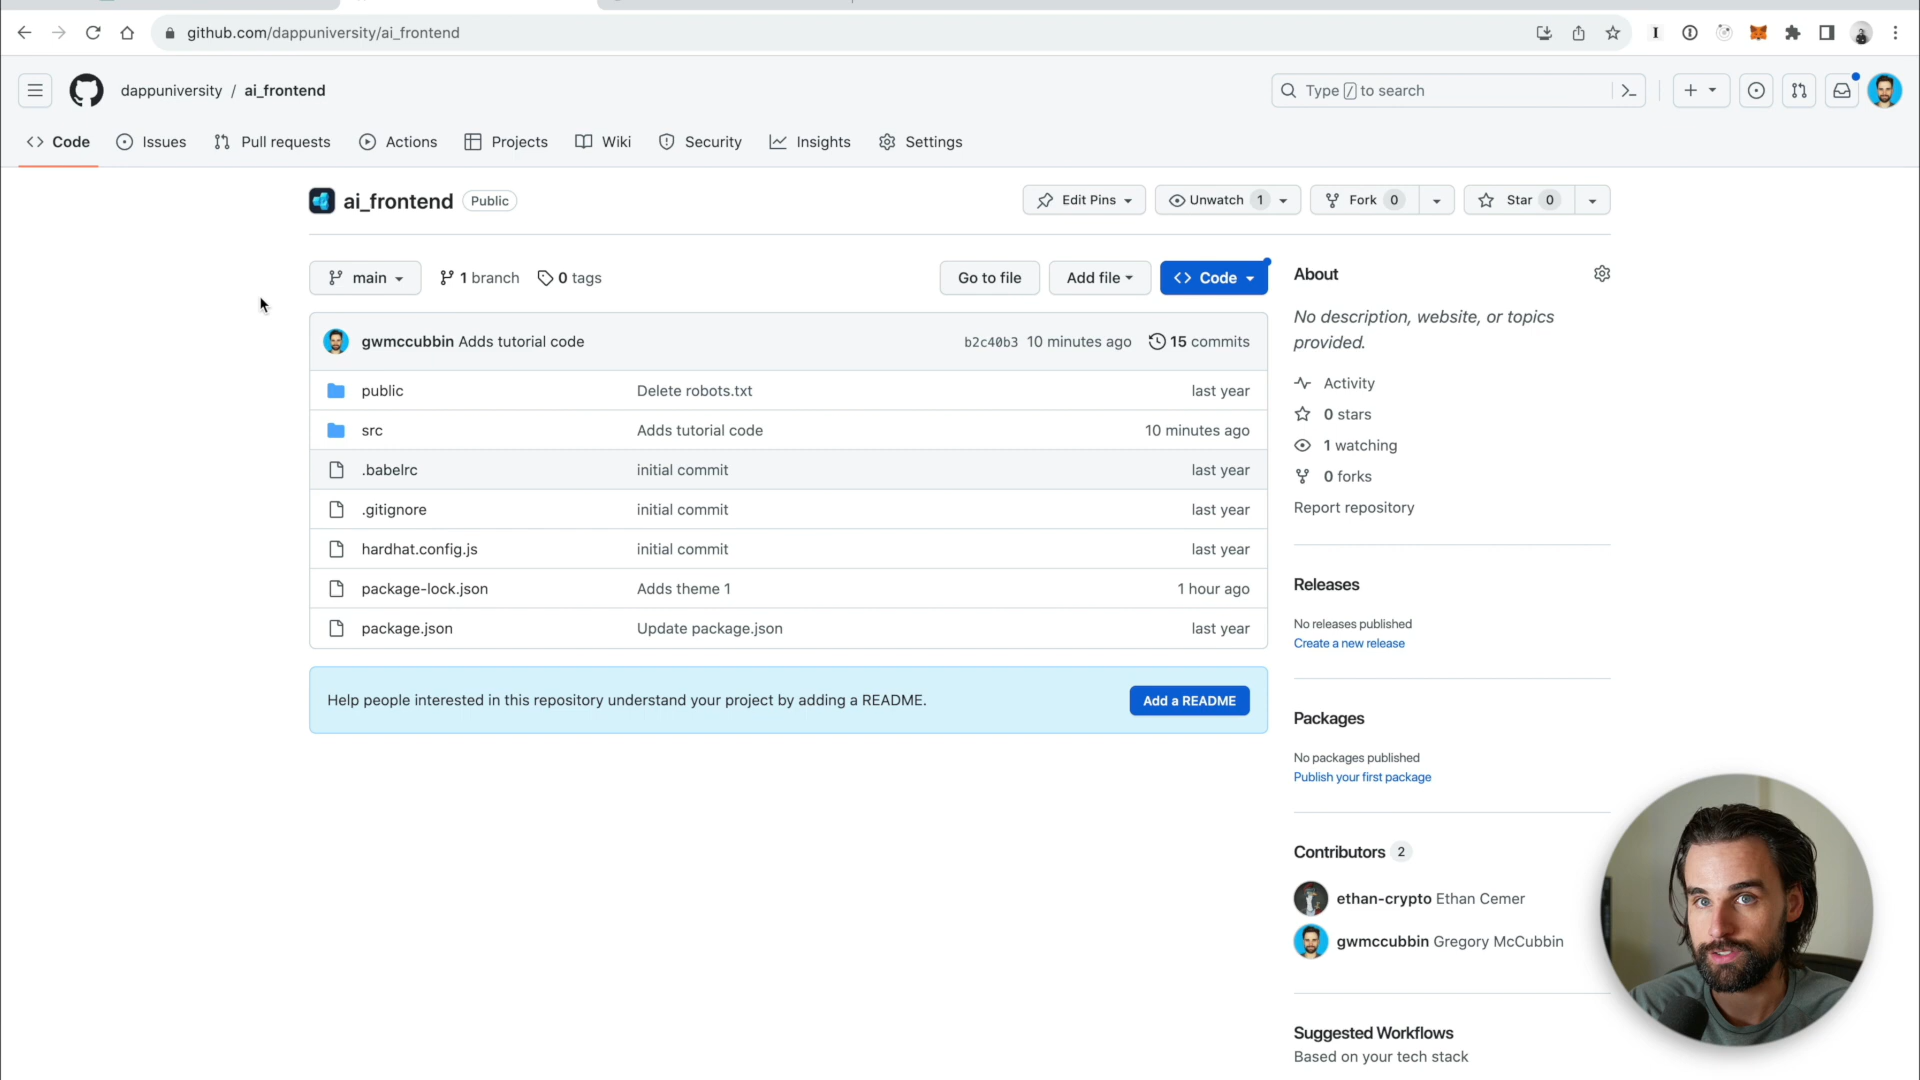 github.com/dappuniversity/ai_frontend
dappuniversity / ai_frontend
Type / to search
Code
Issues
Pull requests
Actions
Projects
Wiki
Security
Insights
Settings
ai_frontend Public
Edit Pins
Unwatch 1
Fork 0
Star 0
main
1 branch
0 tags
Go to file
Add file
Code
gwmccubbin Adds tutorial code
b2c40b3 10 minutes ago
15 commits
public Delete robots.txt last year
src Adds tutorial code 10 minutes ago
.babelrc initial commit last year
.gitignore initial commit last year
hardhat.config.js initial commit last year
package-lock.json Adds theme 1 1 hour ago
package.json Update package.json last year
Help people interested in this repository understand your project by adding a README.
Add a README
About
No description, website, or topics
provided.
Activity
0 stars
1 watching
0 forks
Report repository
Releases
No releases published
Create a new release
Packages
No packages published
Publish your first package
Contributors 2
ethan-crypto Ethan Cemer
gwmccubbin Gregory McCubbin
Suggested Workflows
Based on your tech stack